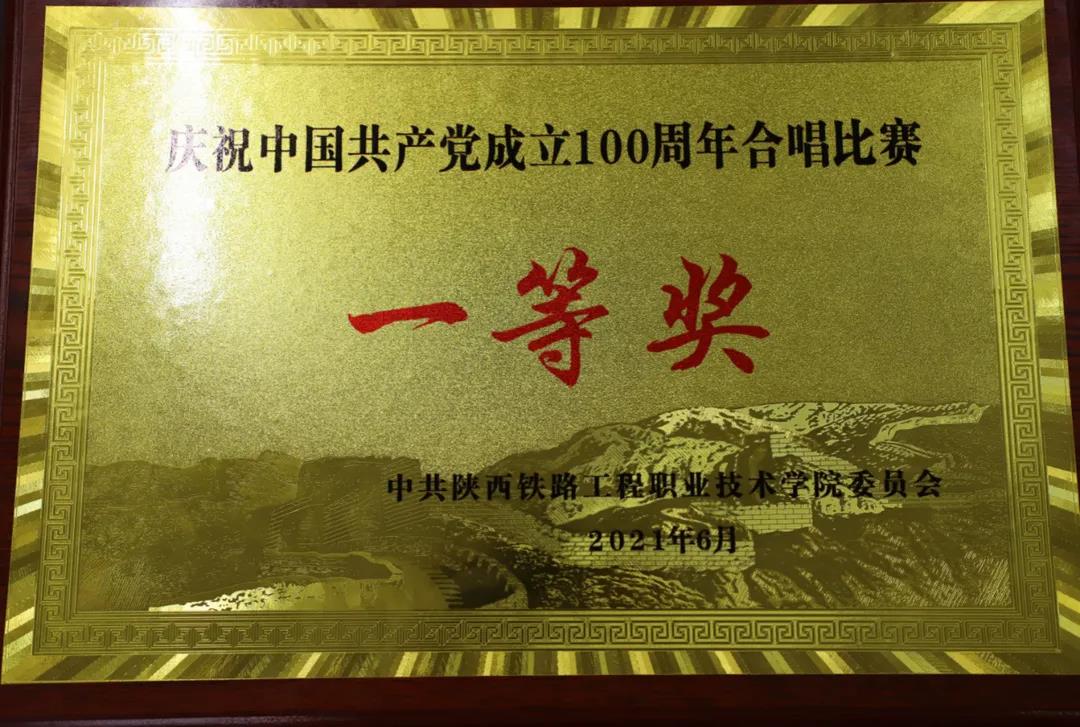 庆祝中国共产党成立100周年合唱比赛
一等奖
中共陕西铁路工程职业技术学院委员会
2021年6月